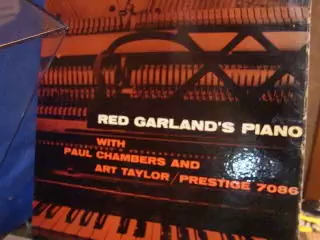 RED GARLAND'S PIANO
WITH
PAUL CHAMBERS AND
ART TAYLOR/PRESTIGE 7086